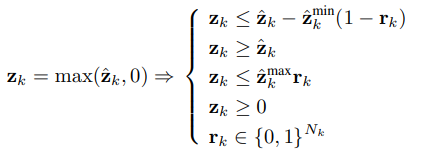 z_k = max(ẑ_k, 0) ⇒ {
z_k ≤ ẑ_k − ẑ_k^min (1 − r_k)
z_k ≥ ẑ_k
z_k ≤ ẑ_k^max r_k
z_k ≥ 0
r_k ∈ {0, 1}^{N_k}